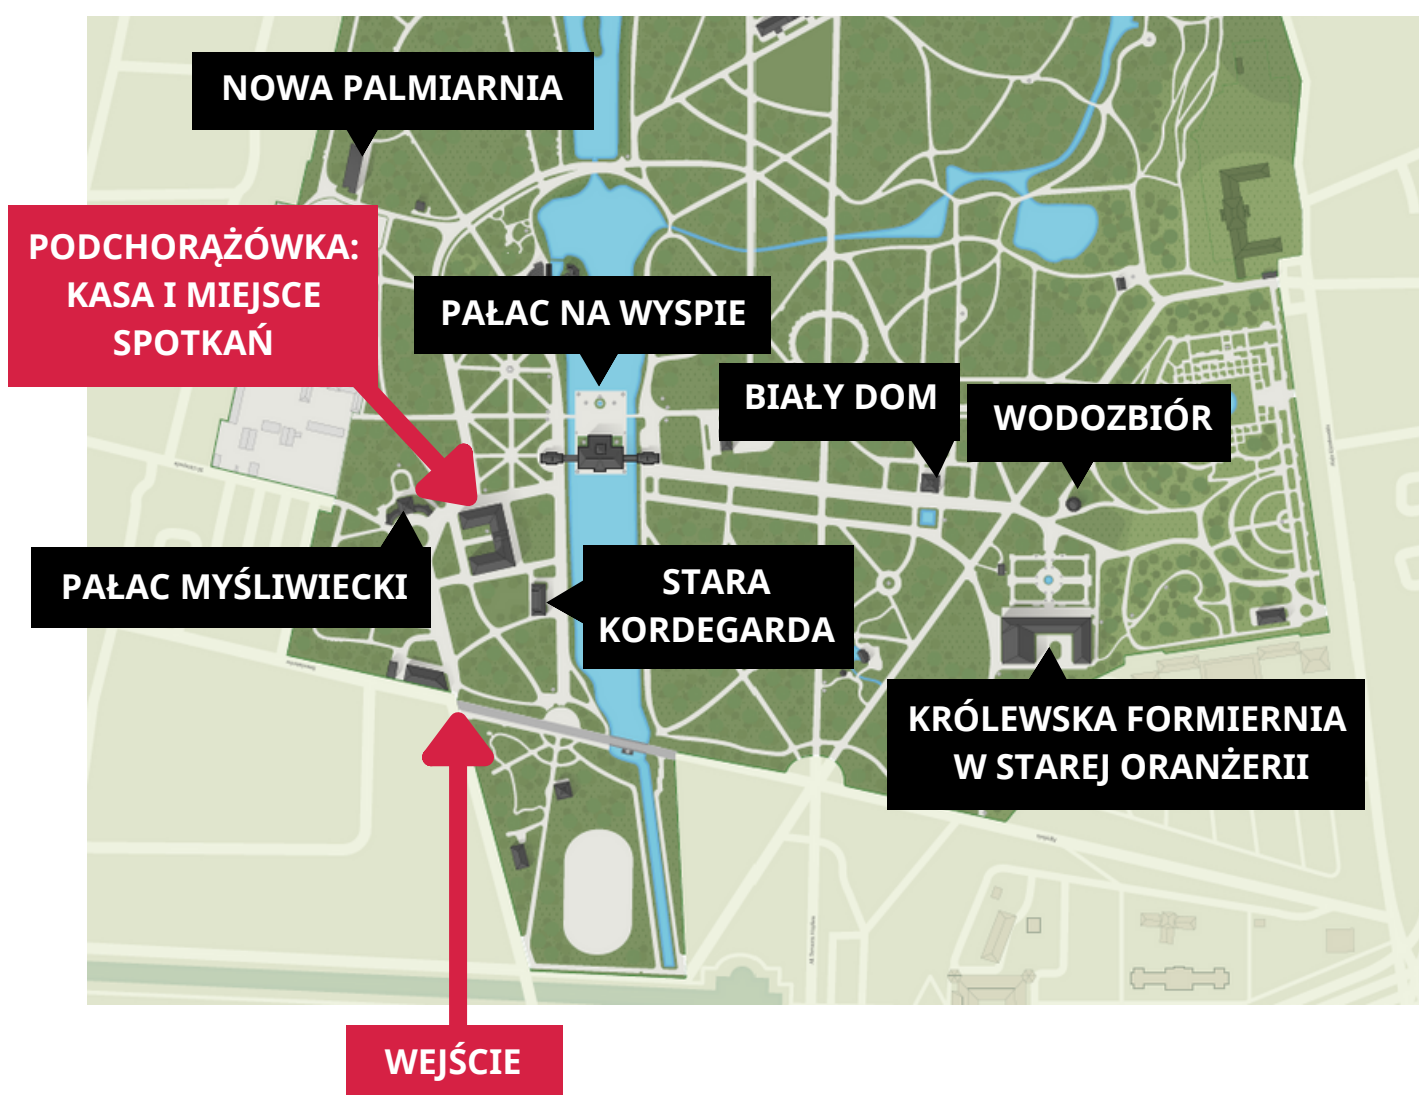 NOWA PALMIARNIA
PODCHORĄŻÓWKA:
KASA I MIEJSCE
SPOTKAŃ
PAŁAC NA WYSPIE
BIAŁY DOM
WODOZBIÓR
PAŁAC MYŚLIWIECKI
STARA
KORDEGARDA
KRÓLEWSKA FORMIERNIA
W STAREJ ORANŻERII
WEJŚCIE